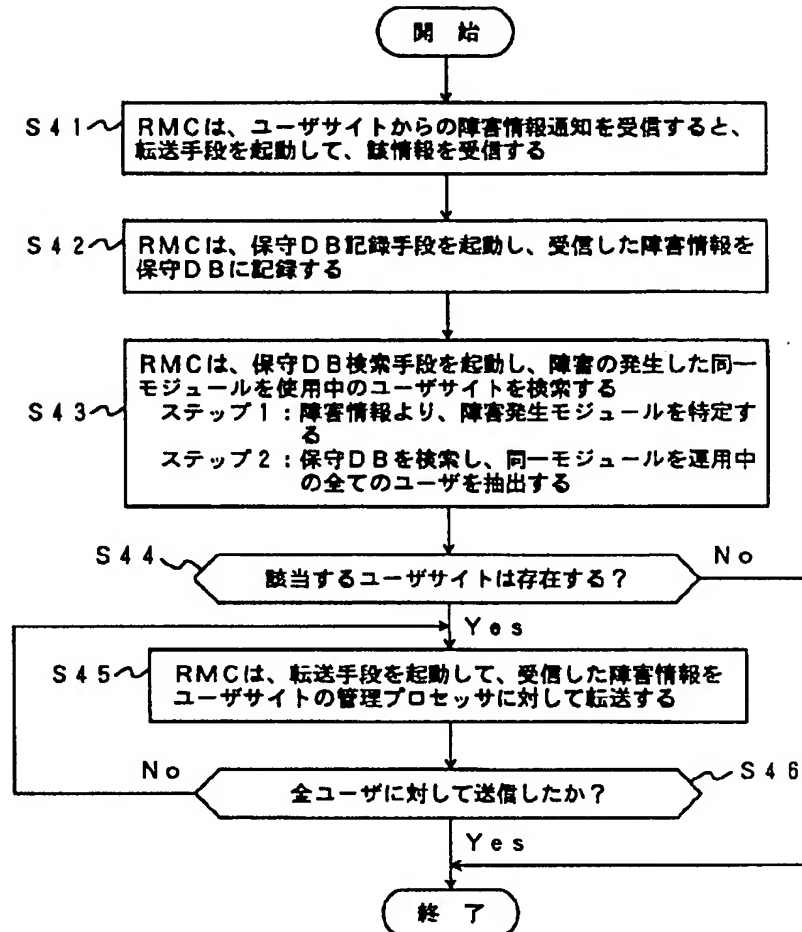 開 始
S41 RMCは、ユーザサイトからの障害情報通知を受信すると、
転送手段を起動して、該情報を受信する
S42 RMCは、保守DB記録手段を起動し、受信した障害情報を
保守DBに記録する
RMCは、保守DB検索手段を起動し、障害の発生した同一
モジュールを使用中のユーザサイトを検索する
S43
ステップ1:障害情報より、障害発生モジュールを特定す
る
ステップ2:保守DBを検索し、同一モジュールを運用中
の全てのユーザを抽出する
S44
該当するユーザサイトは存在する?
No
Yes
S45 RMCは、転送手段を起動して、受信した障害情報を
ユーザサイトの管理プロセッサに対して転送する
No
全ユーザに対して送信したか?
S46
Yes
終 了